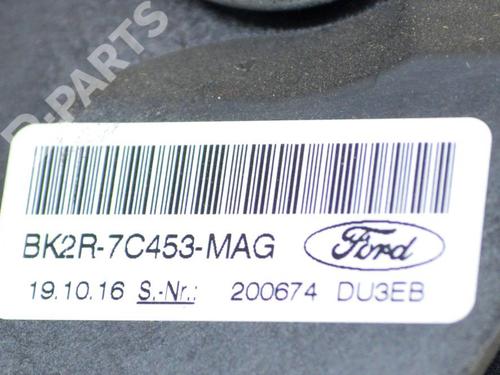 D-PARTS
BK2R-7C453-MAG Ford
19.10.16 S.-Nr.: 200674 DU3EB